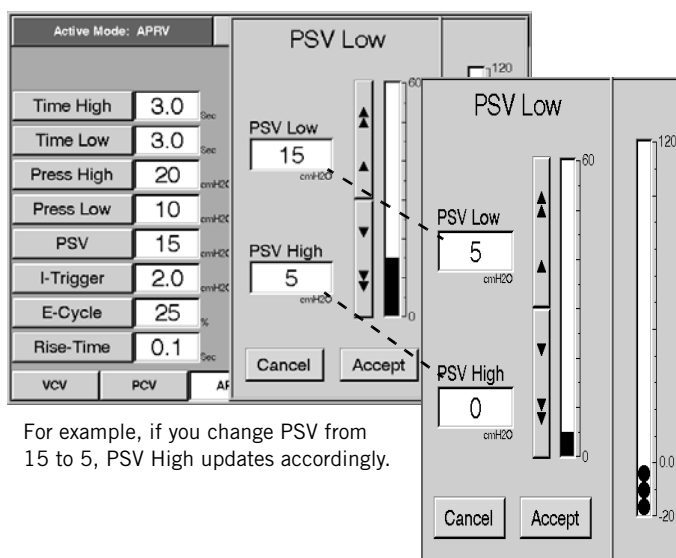 Active Mode: APRV
Time High 3.0 Sec
Time Low 3.0 Sec
Press High 20 cmH2O
Press Low 10 cmH2O
PSV 15 cmH2O
I-Trigger 2.0 cmH2O
E-Cycle 25 %
Rise-Time 0.1 Sec
VCV PCV AP
PSV Low
PSV Low
15
cmH2O
PSV High
5
cmH2O
60
0
Cancel Accept
120
PSV Low
PSV Low
5
cmH2O
PSV High
0
cmH2O
60
0
Cancel Accept
120
0.0
-20
For example, if you change PSV from
15 to 5, PSV High updates accordingly.